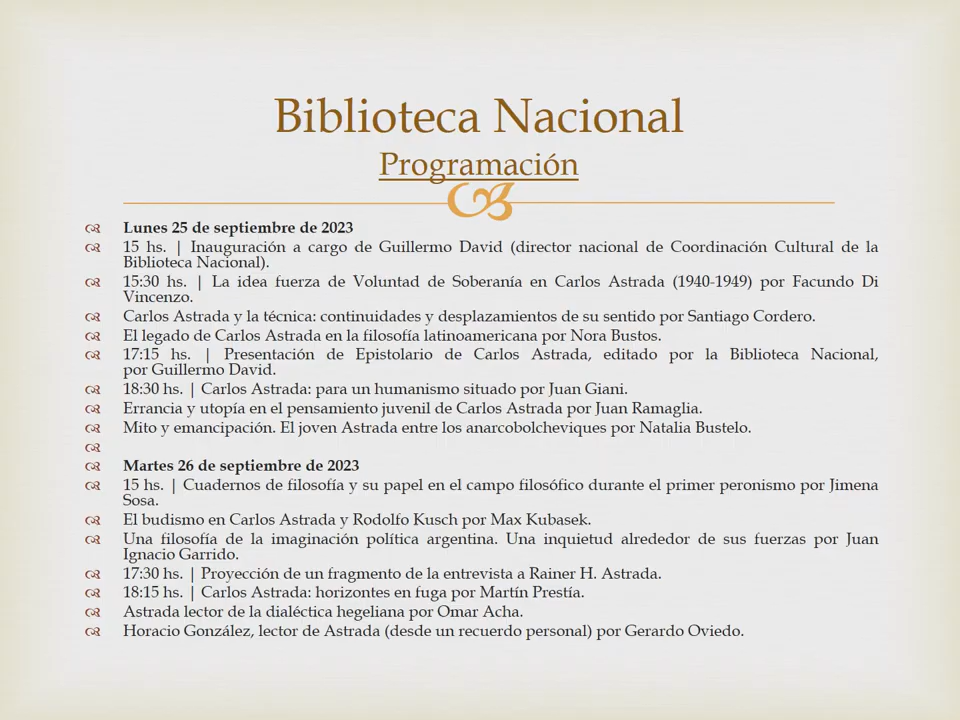 Biblioteca Nacional
Programación
Lunes 25 de septiembre de 2023
15 hs. | Inauguración a cargo de Guillermo David (director nacional de Coordinación Cultural de la
Biblioteca Nacional).
15:30 hs. | La idea fuerza de Voluntad de Soberanía en Carlos Astrada (1940-1949) por Facundo Di
Vincenzo.
Carlos Astrada y la técnica: continuidades y desplazamientos de su sentido por Santiago Cordero.
El legado de Carlos Astrada en la filosofía latinoamericana por Nora Bustos.
17:15 hs. | Presentación de Epistolario de Carlos Astrada, editado por la Biblioteca Nacional,
por Guillermo David.
18:30 hs. | Carlos Astrada: para un humanismo situado por Juan Giani.
Errancia y utopía en el pensamiento juvenil de Carlos Astrada por Juan Ramaglia.
Mito y emancipación. El joven Astrada entre los anarcobolcheviques por Natalia Bustelo.
Martes 26 de septiembre de 2023
15 hs. | Cuadernos de filosofía y su papel en el campo filosófico durante el primer peronismo por Jimena
Sosa.
El budismo en Carlos Astrada y Rodolfo Kusch por Max Kubasek.
Una filosofía de la imaginación política argentina. Una inquietud alrededor de sus fuerzas por Juan
Ignacio Garrido.
17:30 hs. | Proyección de un fragmento de la entrevista a Rainer H. Astrada.
18:15 hs. | Carlos Astrada: horizontes en fuga por Martín Prestía.
Astrada lector de la dialéctica hegeliana por Omar Acha.
Horacio González, lector de Astrada (desde un recuerdo personal) por Gerardo Oviedo.